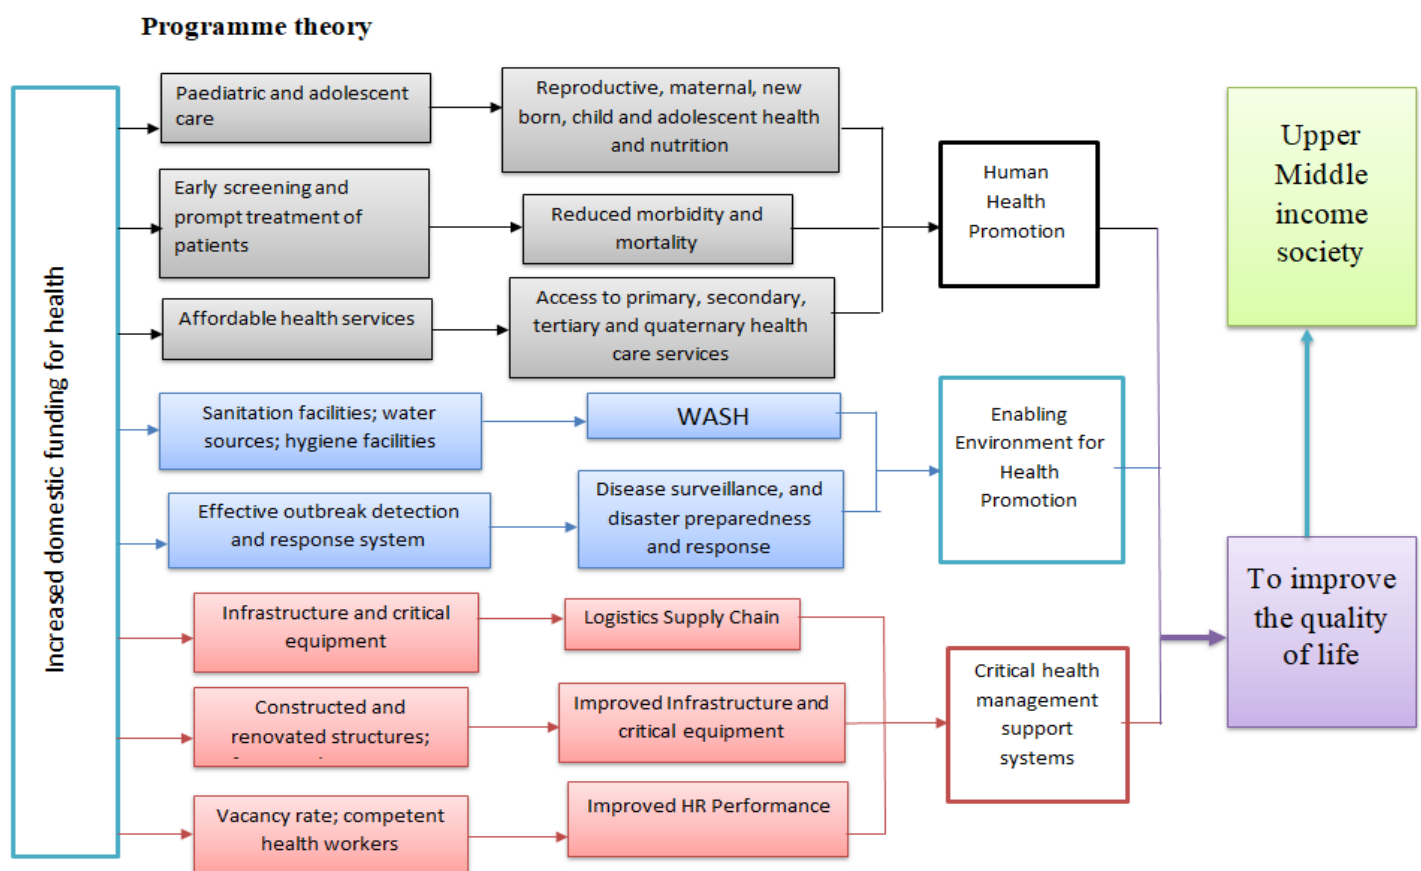 Programme theory
Increased domestic funding for health
Paediatric and adolescent
care
Reproductive, maternal, new
born, child and adolescent health
and nutrition
Early screening and
prompt treatment of
patients
Reduced morbidity and
mortality
Affordable health services
Access to primary, secondary,
tertiary and quaternary health
care services
Human
Health
Promotion
Sanitation facilities; water
sources; hygiene facilities
WASH
Effective outbreak detection
and response system
Disease surveillance, and
disaster preparedness
and response
Enabling
Environment for
Health
Promotion
Infrastructure and critical
equipment
Logistics Supply Chain
Constructed and
renovated structures;
Improved Infrastructure and
critical equipment
Vacancy rate; competent
health workers
Improved HR Performance
Critical health
management
support
systems
To improve
the quality
of life
Upper
Middle
income
society